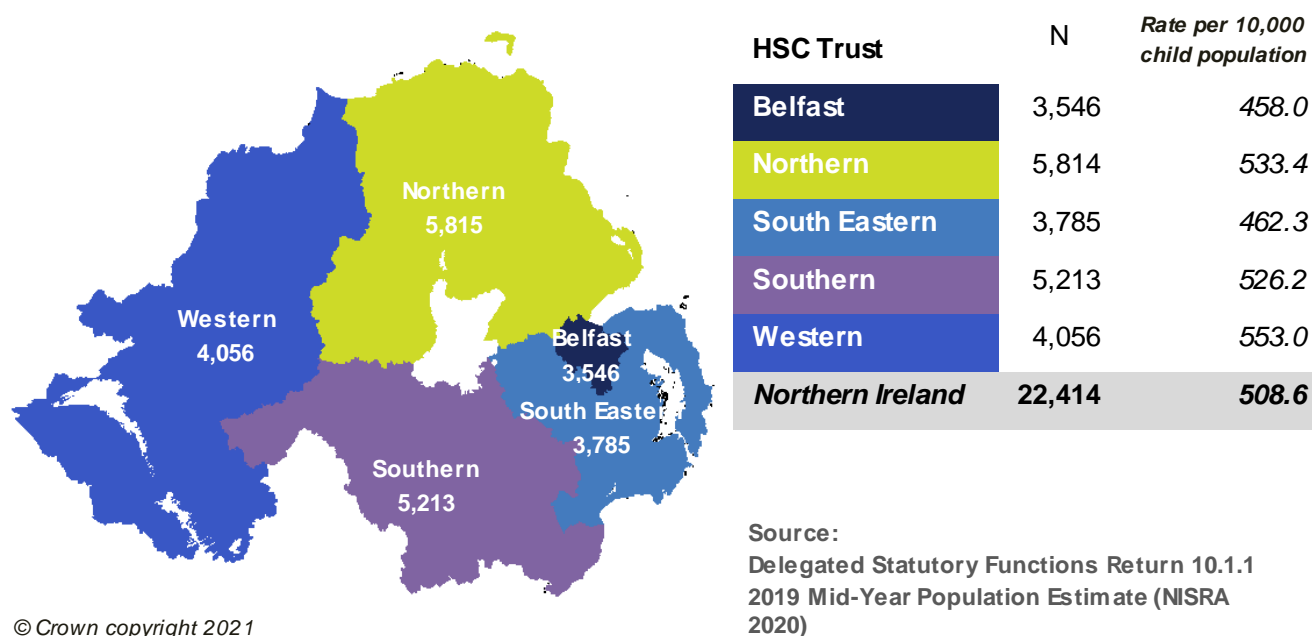 Northern
5,815
Western
4,056
Belfast
3,546
South Eastern
3,785
Southern
5,213
© Crown copyright 2021
HSC Trust N Rate per 10,000
child population
Belfast 3,546 458.0
Northern 5,814 533.4
South Eastern 3,785 462.3
Southern 5,213 526.2
Western 4,056 553.0
Northern Ireland 22,414 508.6
Source:
Delegated Statutory Functions Return 10.1.1
2019 Mid-Year Population Estimate (NISRA
2020)